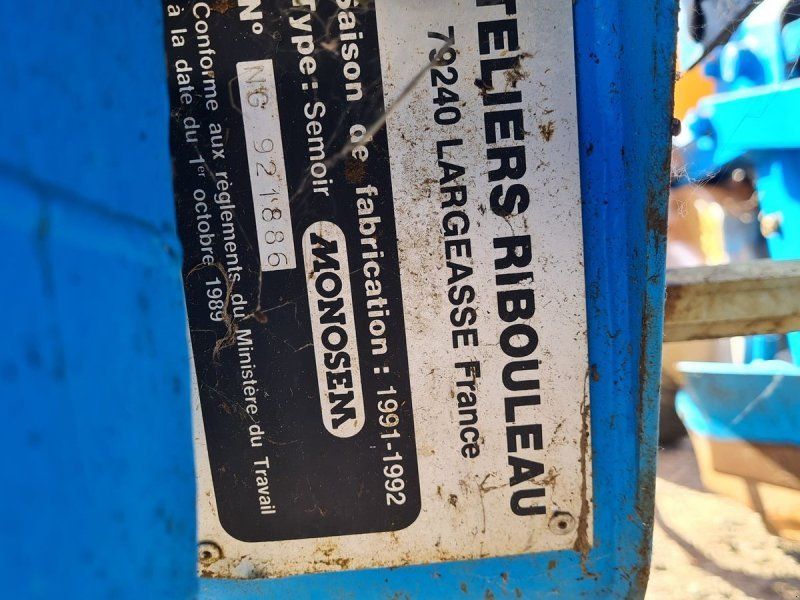 TELIERS RIBOULEAU
79240 LARGEASSE France
Saison de fabrication : 1991-1992
Type : Semoir MONOSEM
N° NG 921886
Conforme aux règlements du Ministère du Travail
à la date du 1er octobre 1989